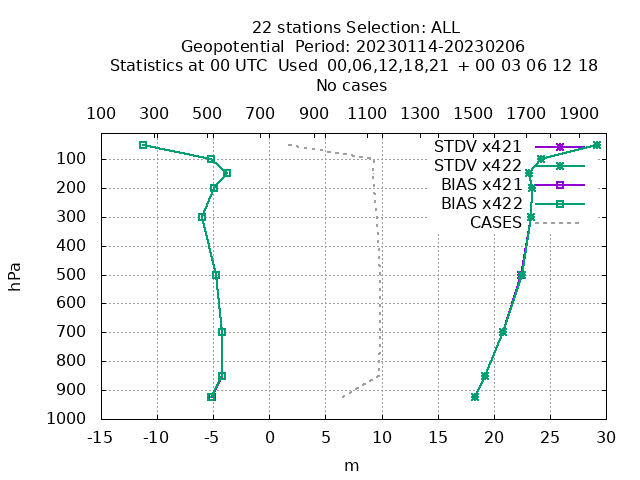 22 stations Selection: ALL
Geopotential  Period: 20230114-20230206
Statistics at 00 UTC  Used  00,06,12,18,21  + 00 03 06 12 18
No cases
100 300 500 700 900 1100 1300 1500 1700 1900
STDV x421
STDV x422
BIAS x421
BIAS x422
CASES
hPa
100
200
300
400
500
600
700
800
900
1000
-15 -10 -5 0 5 10 15 20 25 30
m